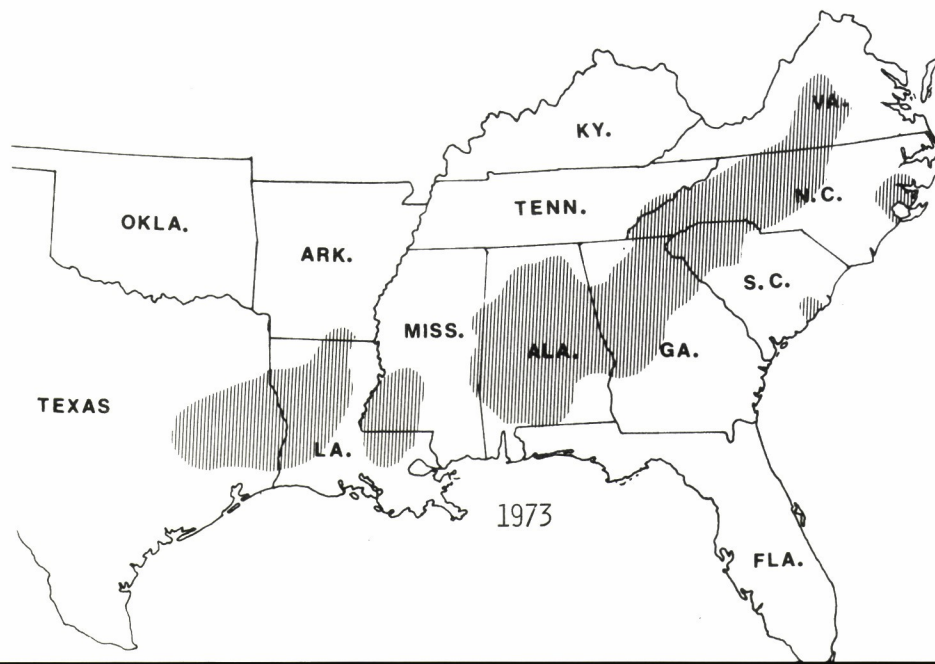 VA.
KY.
N.C.
TENN.
OKLA.
ARK.
S.C.
MISS.
ALA.
GA.
TEXAS
LA.
1973
FLA.